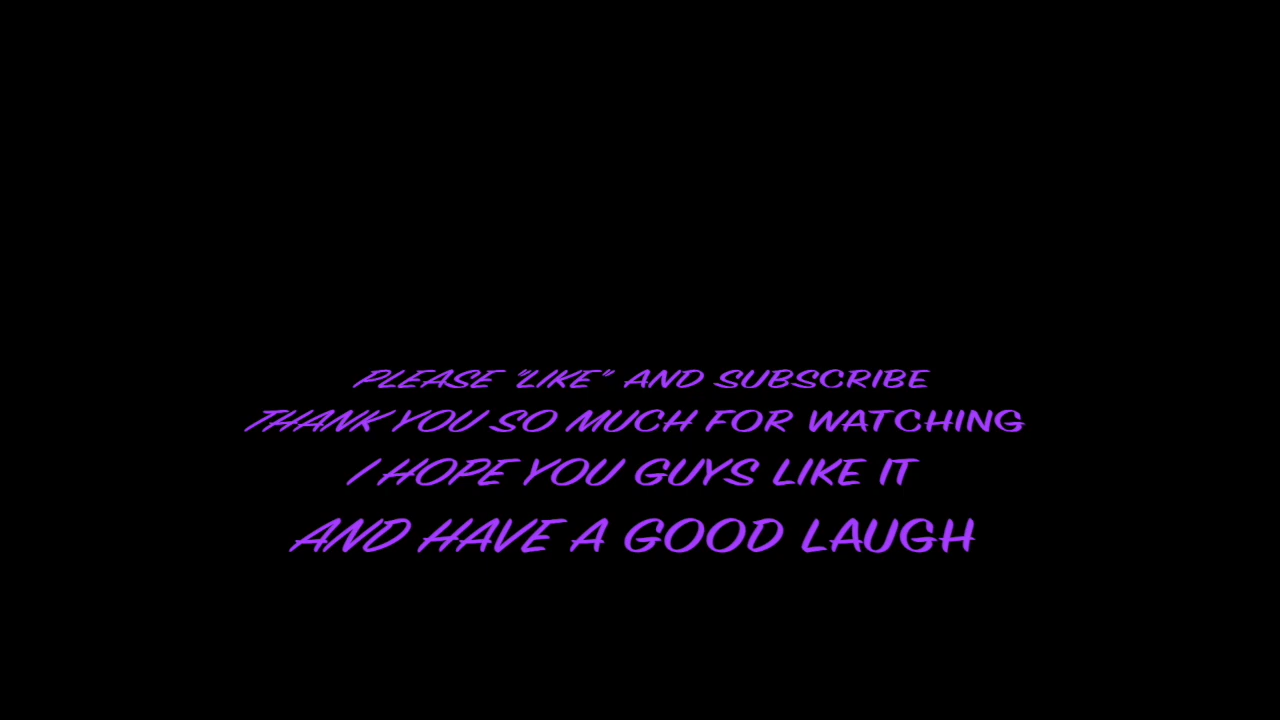 PLEASE "LIKE" AND SUBSCRIBE
THANK YOU SO MUCH FOR WATCHING
I HOPE YOU GUYS LIKE IT
AND HAVE A GOOD LAUGH